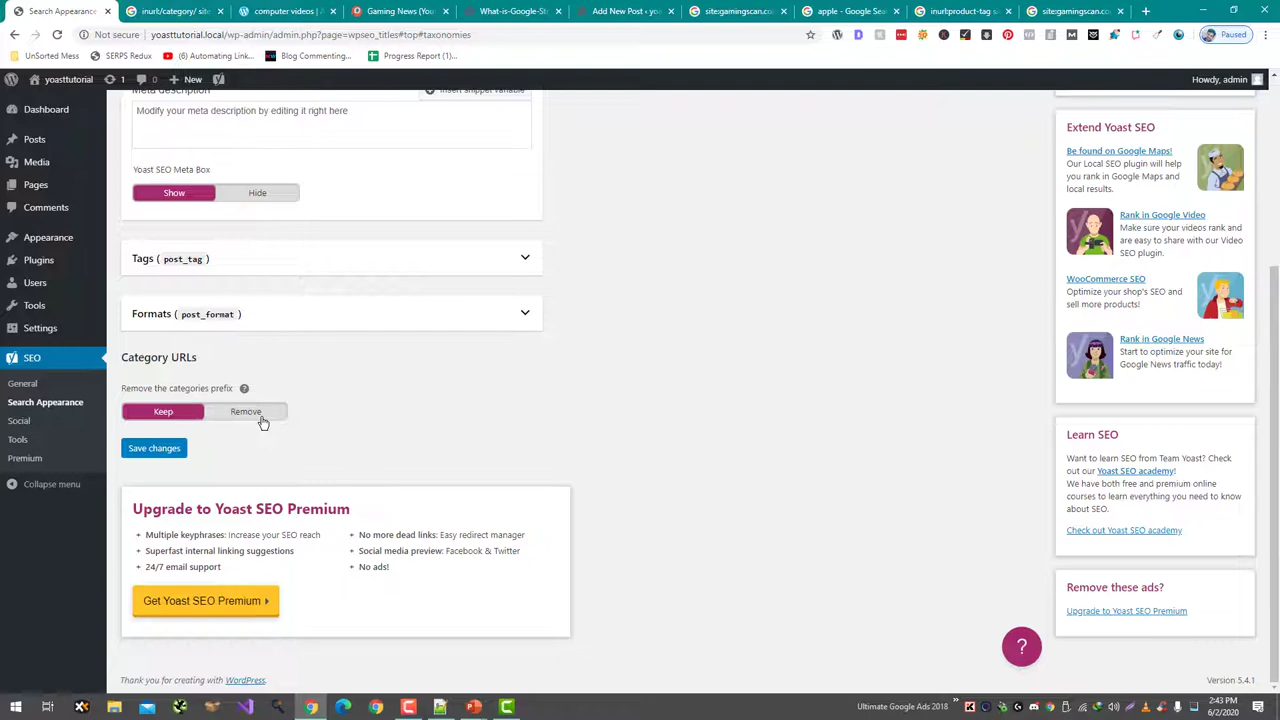 Search Appearance
inurl/category/ site
computer videos | A
Gaming News (You
What-is-Google-Str
Add New Post ‹ yoa
site:gamingscan.co
apple - Google Sea
inurl:product-tag si
site:gamingscan.co
Not secure
yoasttutorial.local/wp-admin/admin.php?page=wpseo_titles#top#taxonomies
Paused
UnSorted Mess
SERPS Redux
(6) Automating Link...
Blog Commenting...
Progress Report (1)...
yoasttutorial
1
0
New
Howdy, admin
Dashboard
Posts
Media
Pages
Comments
Appearance
Plugins
Users
Tools
Settings
SEO
General
Search Appearance
Social
Tools
Premium
Collapse menu
Meta description
Insert snippet variable
Modify your meta description by editing it right here
Yoast SEO Meta Box
Show
Hide
Tags ( post_tag )
Formats ( post_format )
Category URLs
Remove the categories prefix
Keep
Remove
Save changes
Upgrade to Yoast SEO Premium
Multiple keyphrases: Increase your SEO reach
Superfast internal linking suggestions
24/7 email support
No more dead links: Easy redirect manager
Social media preview: Facebook & Twitter
No ads!
Get Yoast SEO Premium
Thank you for creating with WordPress.
Version 5.4.1
Extend Yoast SEO
Be found on Google Maps!
Our Local SEO plugin will help
you rank in Google Maps and
local results.
Rank in Google Video
Make sure your videos rank and
are easy to share with our Video
SEO plugin.
WooCommerce SEO
Optimize your shop's SEO and
sell more products!
Rank in Google News
Start to optimize your site for
Google News traffic today!
Learn SEO
Want to learn SEO from Team Yoast? Check
out our Yoast SEO academy!
We have both free and premium online
courses to learn everything you need to know
about SEO.
Check out Yoast SEO academy
Remove these ads?
Upgrade to Yoast SEO Premium
?
Ultimate Google Ads 2018
2:43 PM
6/2/2020